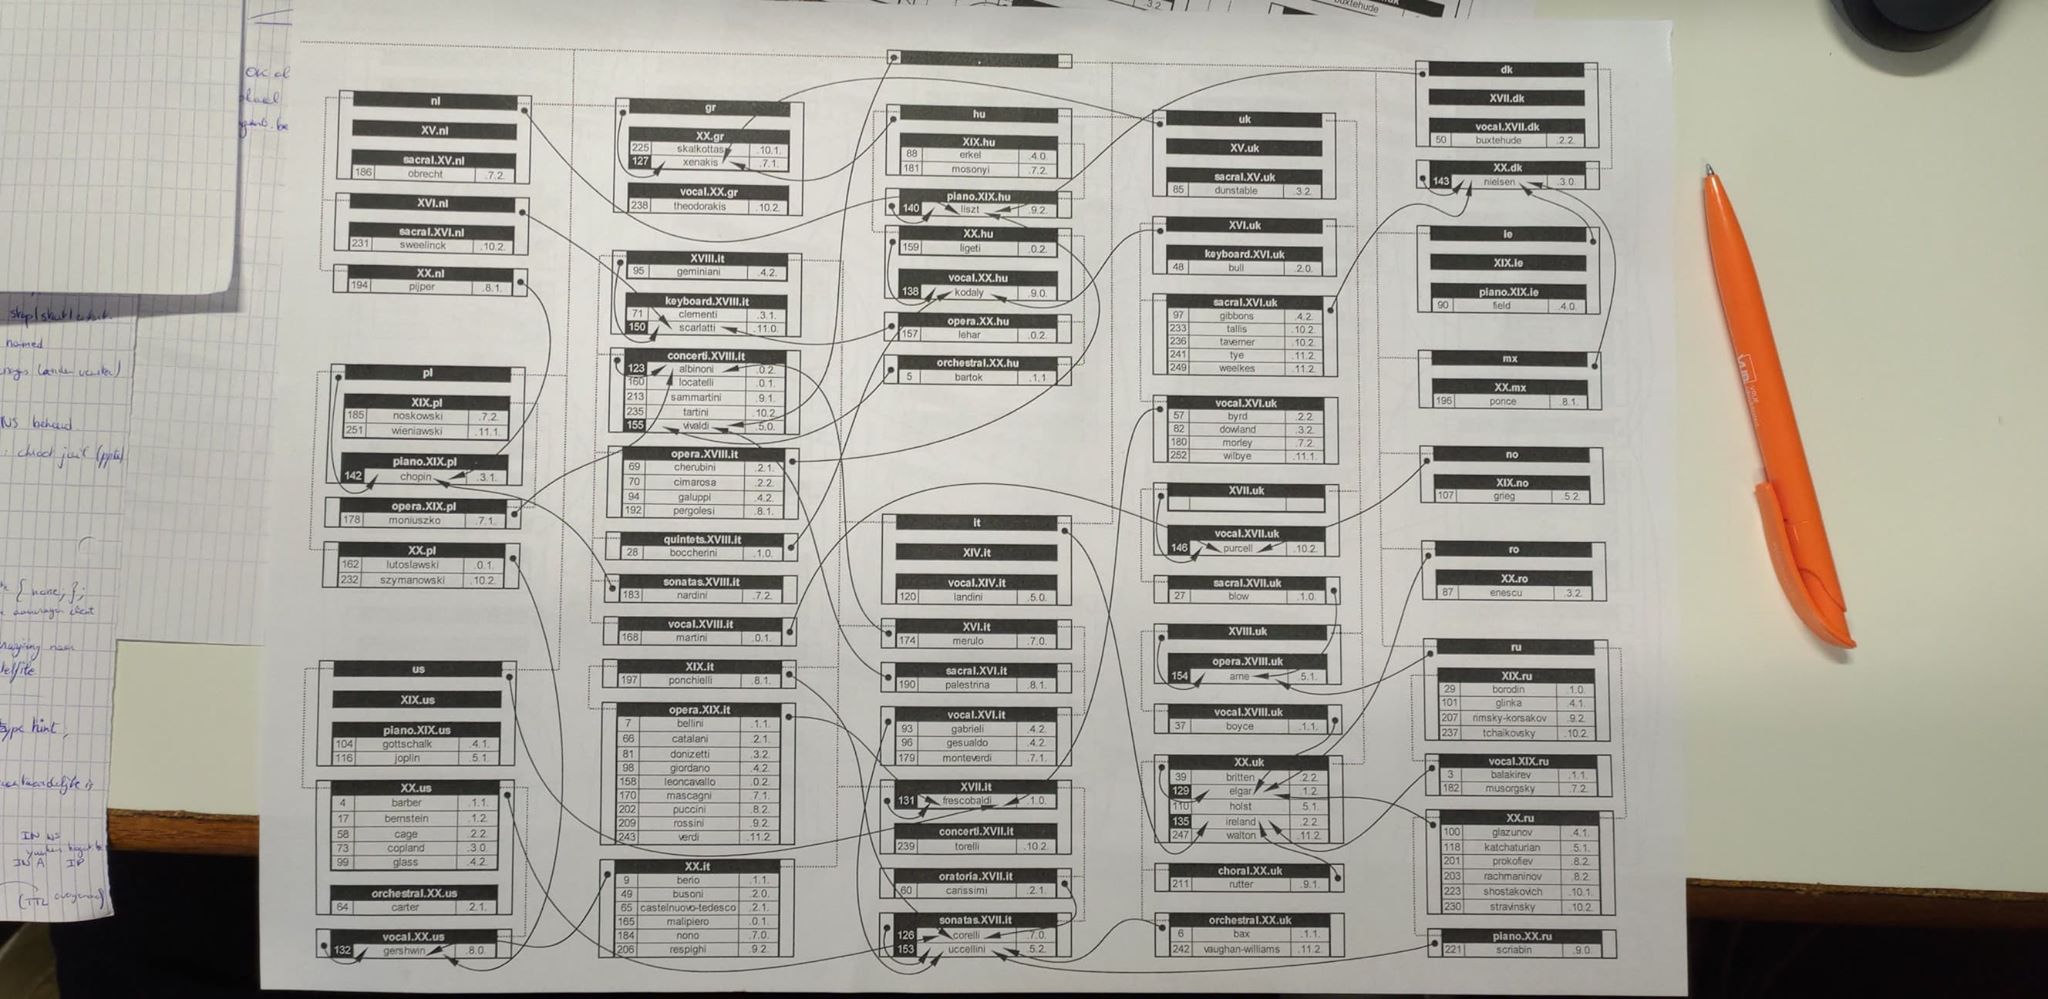 nl
XV.nl
sacral.XV.nl
186 obrecht .7.2.
XVI.nl
sacral.XVI.nl
231 sweelinck .10.2.
XX.nl
194 pijper .8.1.
pl
XIX.pl
185 noskowski .7.2.
251 wieniawski .11.1.
piano.XIX.pl
142 chopin .3.1.
opera.XIX.pl
178 moniuszko .7.1.
XX.pl
162 lutoslawski .0.1.
232 szymanowski .10.2.
us
XIX.us
piano.XIX.us
104 gottschalk .4.1.
116 joplin .5.1.
XX.us
4 barber .1.1.
17 bernstein .1.2.
58 cage .2.2.
73 copland .3.0.
99 glass .4.2.
orchestral.XX.us
64 carter .2.1.
vocal.XX.us
132 gershwin .8.0.
gr
XX.gr
225 skalkottas .10.1.
127 xenakis .7.1.
vocal.XX.gr
238 theodorakis .10.2.
XVIII.it
95 geminiani .4.2.
keyboard.XVIII.it
71 clementi .3.1.
150 scarlatti .11.0.
concerti.XVIII.it
123 albinoni .0.2.
160 locatelli .0.1.
213 sammartini .9.1.
235 tartini .10.2.
155 vivaldi .5.0.
opera.XVIII.it
69 cherubini .2.1.
70 cimarosa .2.2.
94 galuppi .4.2.
192 pergolesi .8.1.
quintets.XVIII.it
28 boccherini .1.0.
sonatas.XVIII.it
183 nardini .7.2.
vocal.XVIII.it
168 martini .0.1.
XIX.it
197 ponchielli .8.1.
opera.XIX.it
7 bellini .1.1.
66 catalani .2.1.
81 donizetti .3.2.
98 giordano .4.2.
158 leoncavallo .0.2.
170 mascagni .7.1.
202 puccini .8.2.
209 rossini .9.2.
243 verdi .11.2.
XX.it
9 berio .1.1.
49 busoni .2.0.
65 castelnuovo-tedesco .2.1.
165 malipiero .0.1.
184 nono .7.0.
206 respighi .9.2.
hu
XIX.hu
88 erkel .4.0.
181 mosonyi .7.2.
piano.XIX.hu
140 liszt .9.2.
XX.hu
159 ligeti .0.2.
vocal.XX.hu
138 kodaly .9.0.
opera.XX.hu
157 lehar .0.2.
orchestral.XX.hu
5 bartok .1.1
it
XIV.it
vocal.XIV.it
120 landini .5.0.
XVI.it
174 merulo .7.0.
sacral.XVI.it
190 palestrina .8.1.
vocal.XVI.it
93 gabrieli .4.2.
96 gesualdo .4.2.
179 monteverdi .7.1.
XVII.it
131 frescobaldi .1.0.
concerti.XVII.it
239 torelli .10.2.
oratoria.XVII.it
60 carissimi .2.1.
sonatas.XVII.it
126 corelli .7.0.
153 uccellini .5.2.
uk
XV.uk
sacral.XV.uk
85 dunstable .3.2.
XVI.uk
keyboard.XVI.uk
48 bull .2.0.
sacral.XVI.uk
97 gibbons .4.2.
233 tallis .10.2.
236 taverner .10.2.
241 tye .11.2.
249 weelkes .11.2.
vocal.XVI.uk
57 byrd .2.2.
82 dowland .3.2.
180 morley .7.2.
252 wilbye .11.1.
XVII.uk
vocal.XVII.uk
146 purcell .10.2.
sacral.XVII.uk
27 blow .1.0.
XVIII.uk
opera.XVIII.uk
154 arne .5.1.
vocal.XVIII.uk
37 boyce .1.1.
XX.uk
39 britten .2.2.
129 elgar 1.2.
110 holst 5.1.
135 ireland .2.2
247 walton .11.2.
choral.XX.uk
211 rutter .9.1.
orchestral.XX.uk
6 bax .1.1.
242 vaughan-williams .11.2.
dk
XVII.dk
vocal.XVII.dk
50 buxtehude .2.2.
XX.dk
143 nielsen .3.0.
ie
XIX.ie
piano.XIX.ie
90 field .4.0.
mx
XX.mx
196 ponce .8.1.
no
XIX.no
107 grieg .5.2.
ro
XX.ro
87 enescu .3.2.
ru
XIX.ru
29 borodin .1.0.
101 glinka .4.1.
207 rimsky-korsakov .9.2.
237 tchaikovsky .10.2.
vocal.XIX.ru
3 balakirev .1.1.
182 musorgsky .7.2.
XX.ru
100 glazunov .4.1.
118 katchaturian .5.1.
201 prokofiev .8.2.
203 rachmaninov .8.2.
223 shostakovich .10.1.
230 stravinsky .10.2.
piano.XX.ru
221 scriabin .9.0.
buxtehude
named
NS behoud
{ none; };
type hint,
IN NS
IN A IP